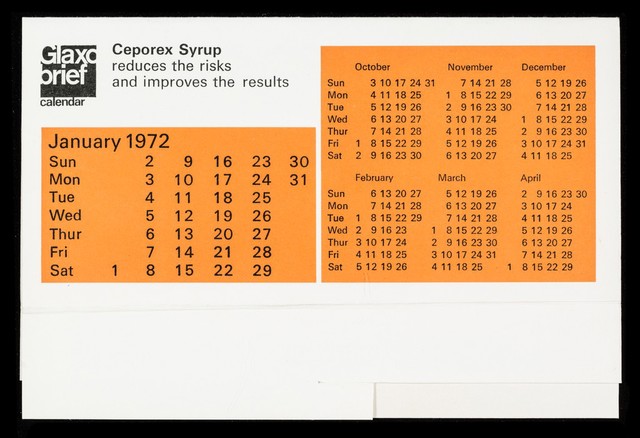 Glaxo
brief
calendar
Ceporex Syrup
reduces the risks
and improves the results
January 1972
Sun 2 9 16 23 30
Mon 3 10 17 24 31
Tue 4 11 18 25
Wed 5 12 19 26
Thur 6 13 20 27
Fri 7 14 21 28
Sat 1 8 15 22 29
October November December
Sun 3 10 17 24 31 7 14 21 28 5 12 19 26
Mon 4 11 18 25 1 8 15 22 29 6 13 20 27
Tue 5 12 19 26 2 9 16 23 30 7 14 21 28
Wed 6 13 20 27 3 10 17 24 1 8 15 22 29
Thur 7 14 21 28 4 11 18 25 2 9 16 23 30
Fri 1 8 15 22 29 5 12 19 26 3 10 17 24 31
Sat 2 9 16 23 30 6 13 20 27 4 11 18 25
February March April
Sun 6 13 20 27 5 12 19 26 2 9 16 23 30
Mon 7 14 21 28 6 13 20 27 3 10 17 24
Tue 1 8 15 22 29 7 14 21 28 4 11 18 25
Wed 2 9 16 23 1 8 15 22 29 5 12 19 26
Thur 3 10 17 24 2 9 16 23 30 6 13 20 27
Fri 4 11 18 25 3 10 17 24 31 7 14 21 28
Sat 5 12 19 26 4 11 18 25 1 8 15 22 29